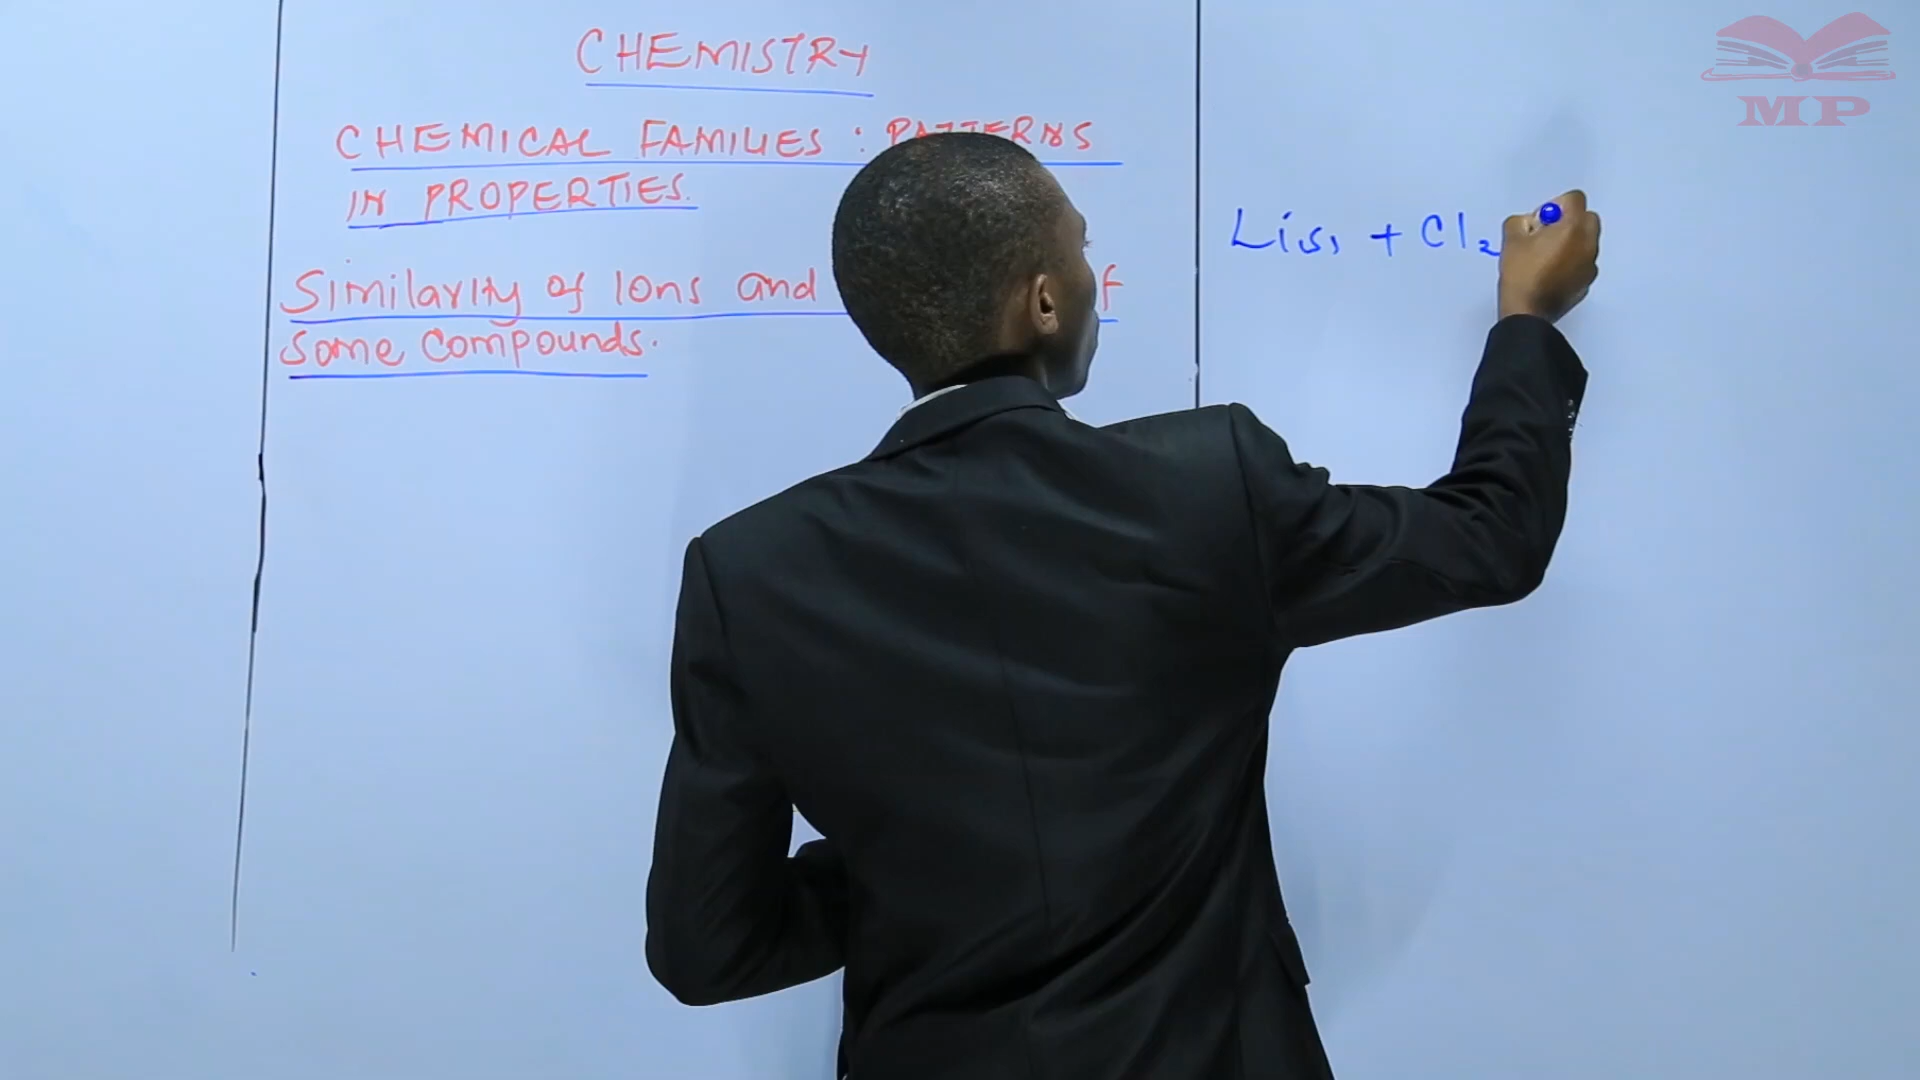 CHEMISTRY
CHEMICAL FAMILIES : PATTERNS
IN PROPERTIES.
Similarity of Ions and
some compounds.
Li(s) + Cl2
MP